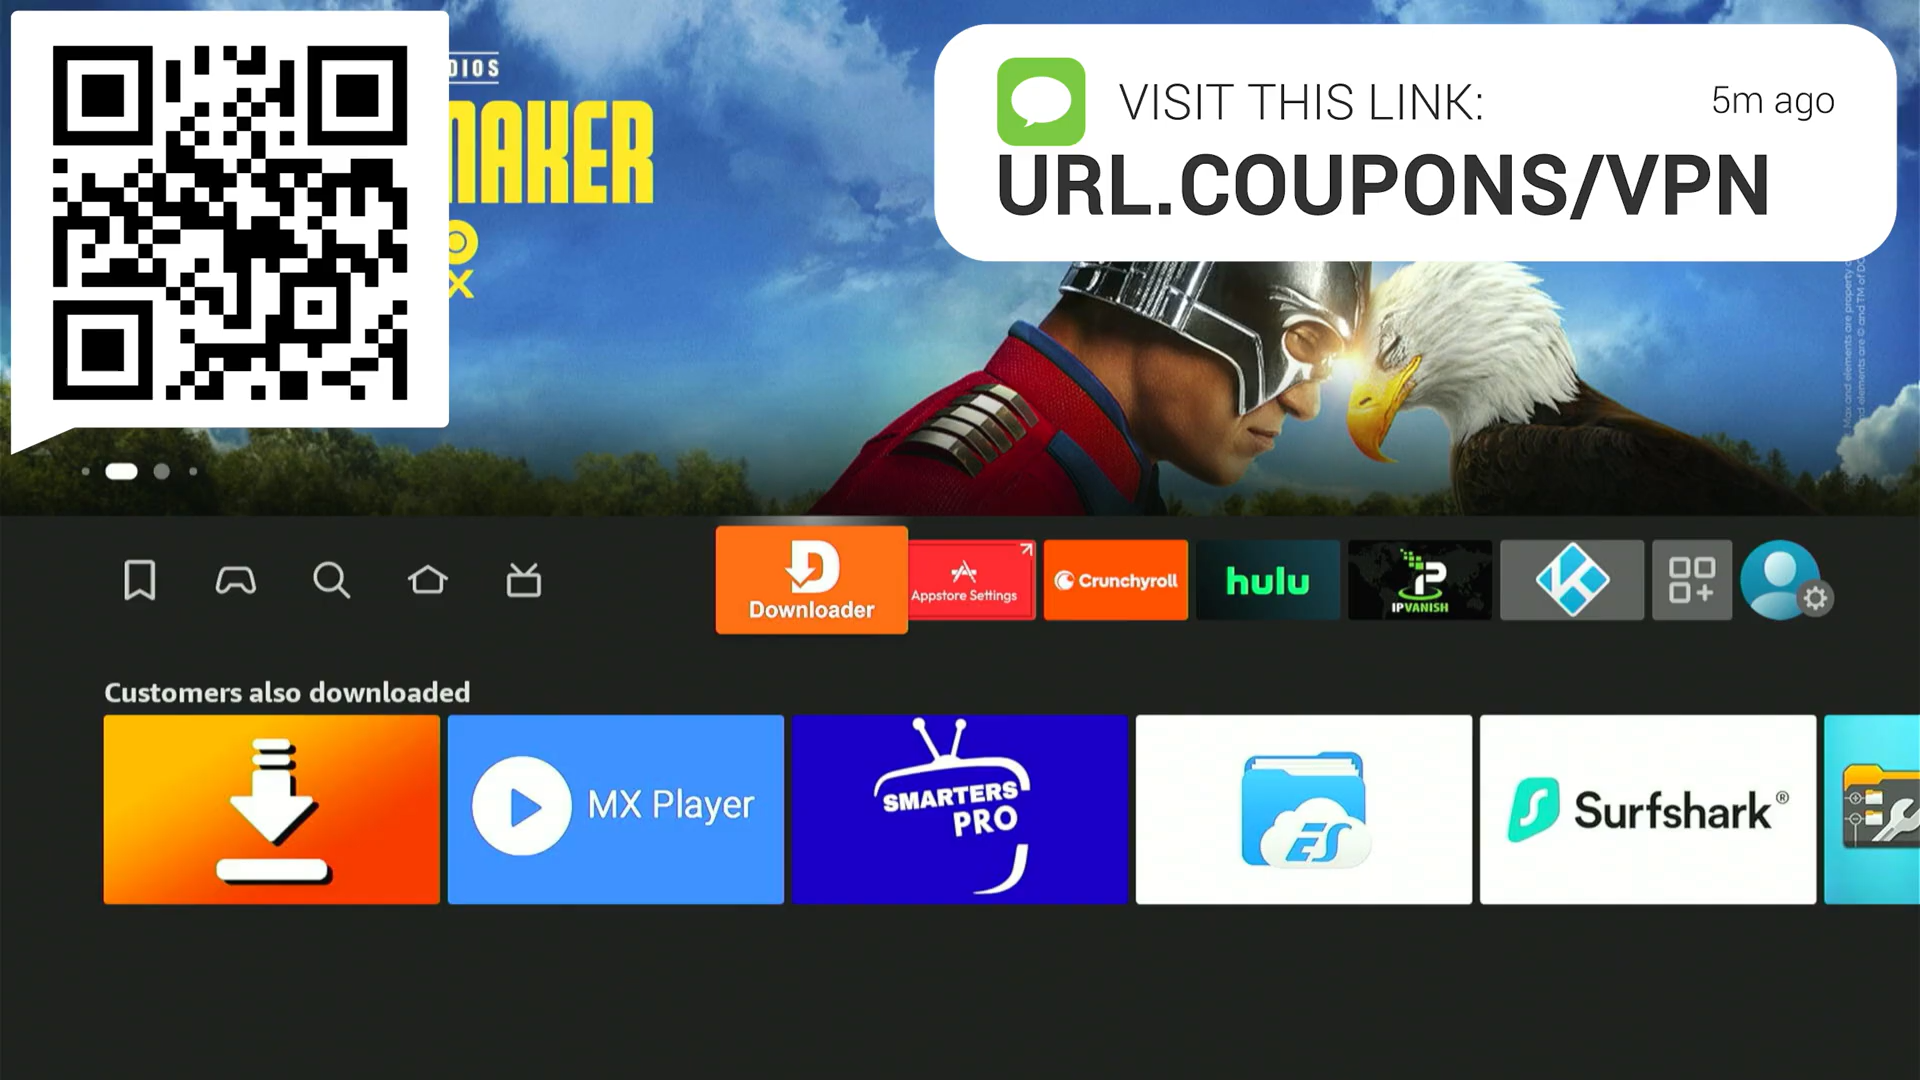 DIOS
MAKER
VISIT THIS LINK:
5m ago
URL.COUPONS/VPN
Downloader
Appstore Settings
Crunchyroll
hulu
IPVANISH
Customers also downloaded
MX Player
SMARTERS
PRO
ES
Surfshark®